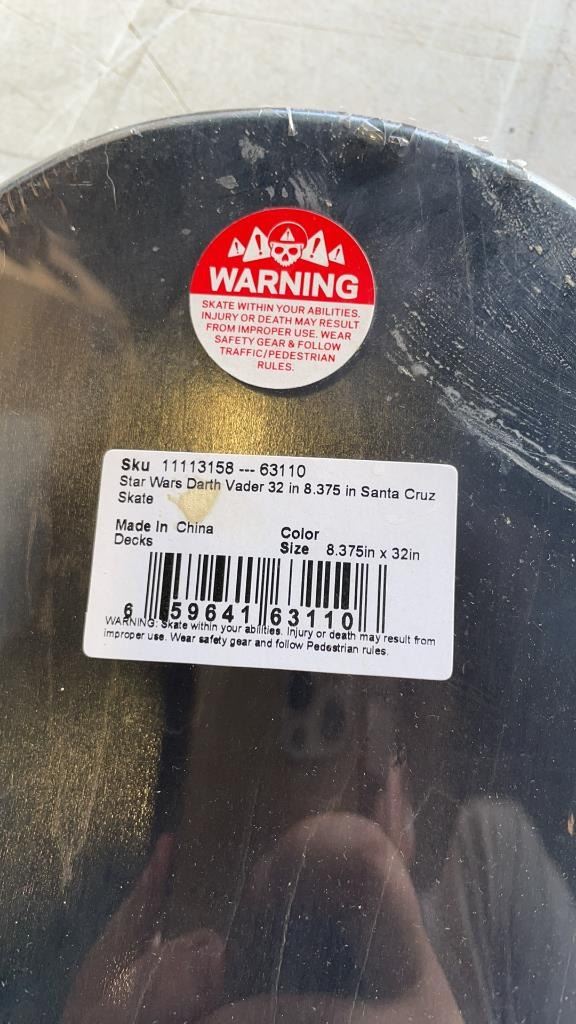 WARNING
SKATE WITHIN YOUR ABILITIES.
INJURY OR DEATH MAY RESULT
FROM IMPROPER USE. WEAR
SAFETY GEAR & FOLLOW
TRAFFIC/PEDESTRIAN
RULES.
Sku 11113158 --- 63110
Star Wars Darth Vader 32 in 8.375 in Santa Cruz
Skate
Made In China
Decks
Color
Size 8.375in x 32in
6 59641 63110
WARNING: Skate within your abilities. Injury or death may result from
improper use. Wear safety gear and follow Pedestrian rules.